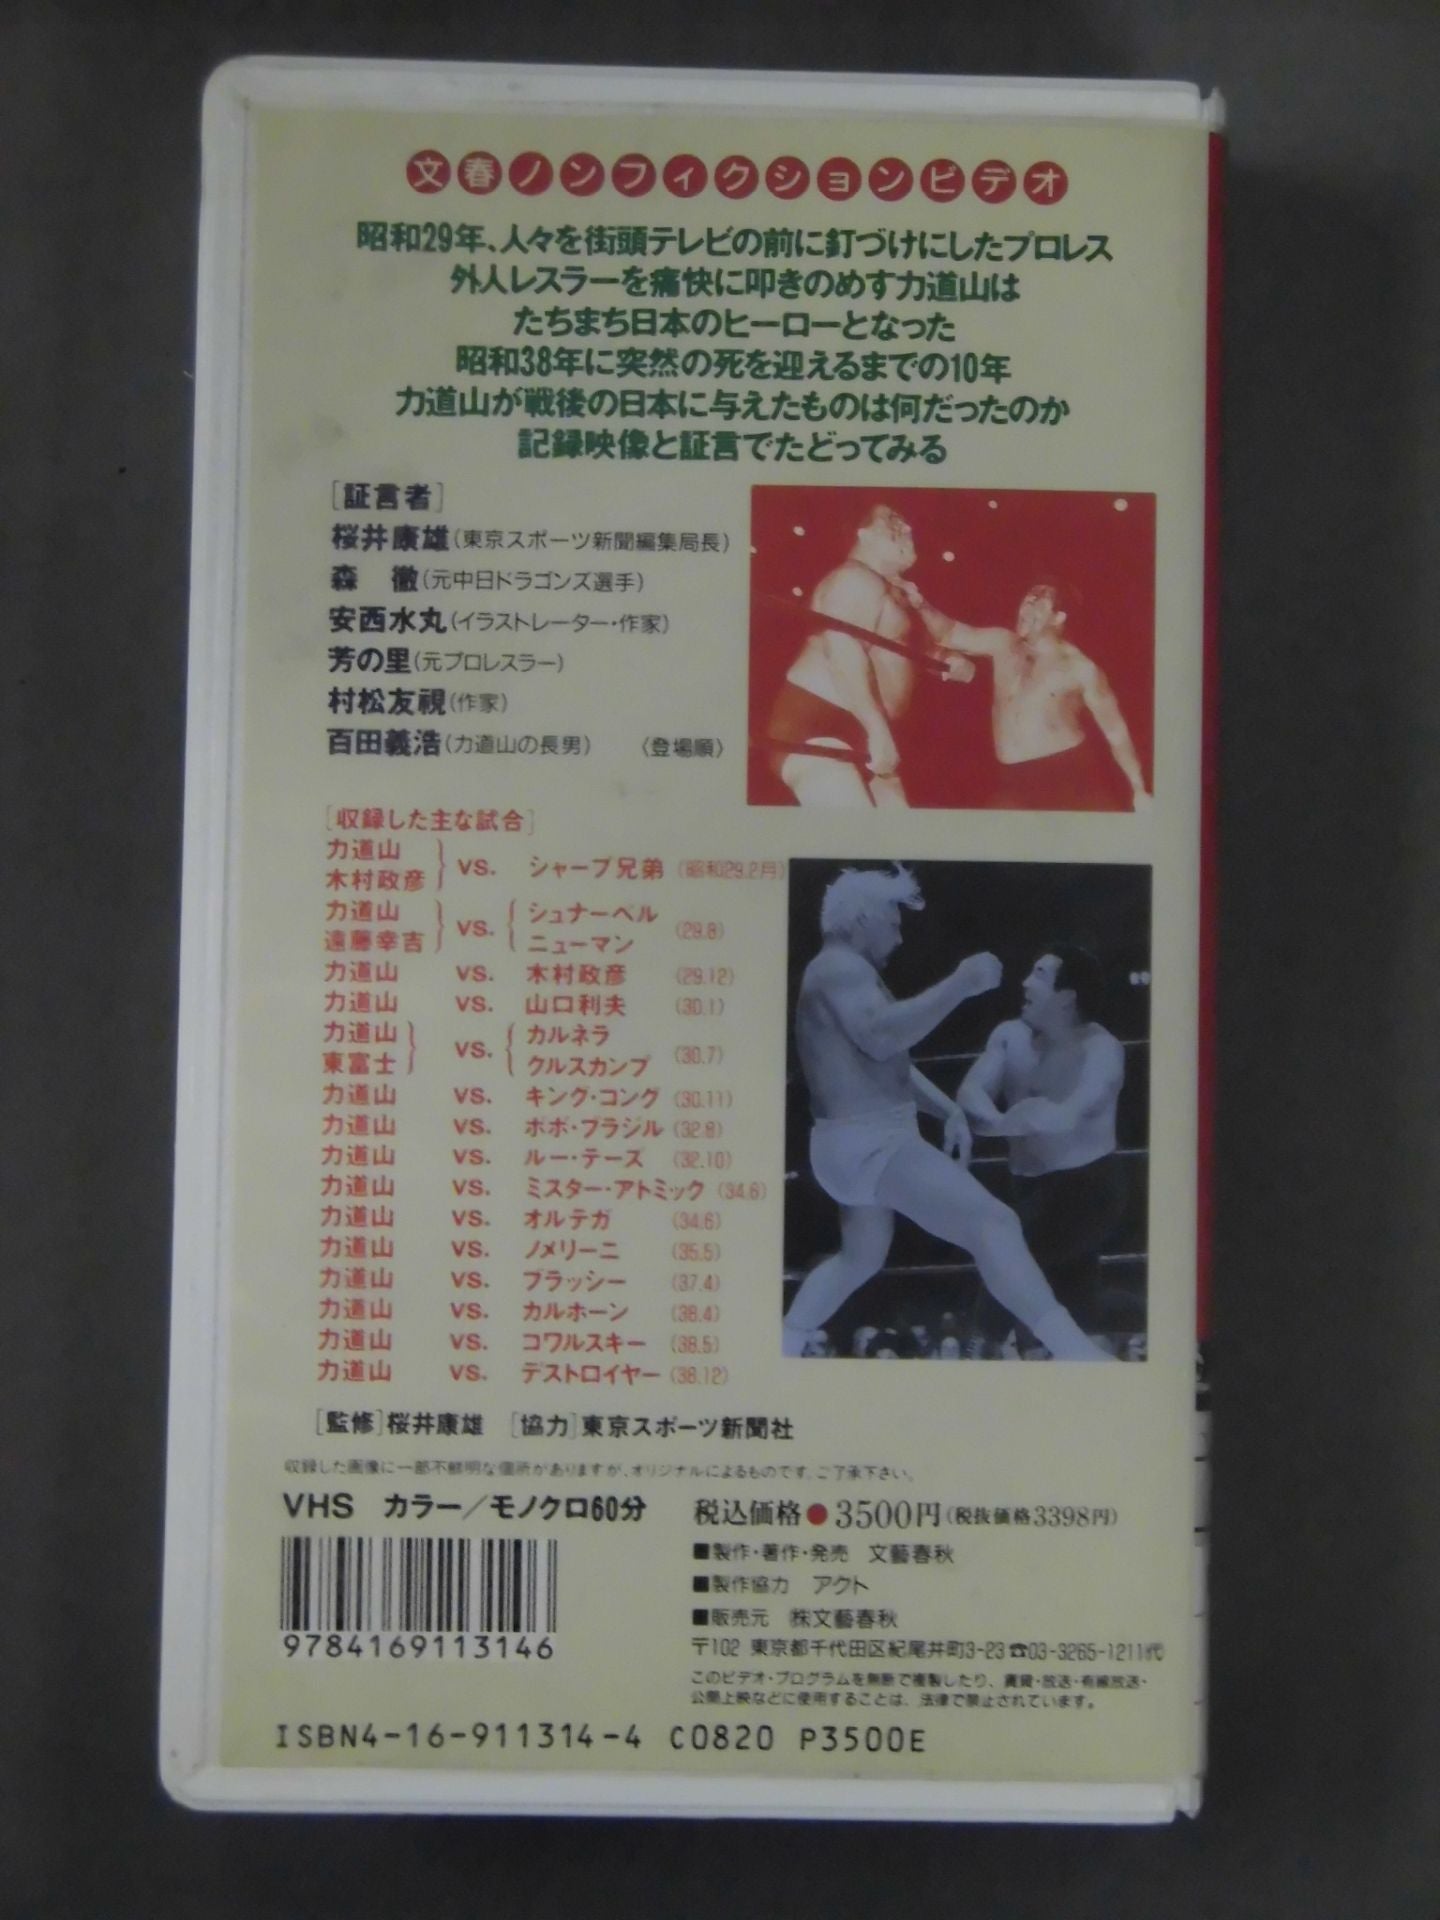 文春ノンフィクションビデオ
昭和29年、人々を街頭テレビの前に釘づけにしたプロレス
外人レスラーを痛快に叩きのめす力道山は
たちまち日本のヒーローとなった
昭和38年に突然の死を迎えるまでの10年
力道山が戦後の日本に与えたものは何だったのか
記録映像と証言でたどってみる
[証言者]
桜井康雄(東京スポーツ新聞編集局長)
森 徹(元中日ドラゴンズ選手)
安西水丸(イラストレーター・作家)
芳の里(元プロレスラー)
村松友視(作家)
百田義浩(力道山の長男) 〈登場順〉
[収録した主な試合]
力道山
木村政彦 } vs. シャープ兄弟 (昭和29.2月)
力道山
遠藤幸吉 } vs. { シュナーベル
ニューマン (29.8)
力道山 vs. 木村政彦 (29.12)
力道山 vs. 山口利夫 (30.1)
力道山
東富士 } vs. { カルネラ
クルスカンプ (30.7)
力道山 vs. キング・コング (30.11)
力道山 vs. ボボ・ブラジル (32.8)
力道山 vs. ルー・テーズ (32.10)
力道山 vs. ミスター・アトミック (34.6)
力道山 vs. オルテガ (34.6)
力道山 vs. ノメリーニ (35.5)
力道山 vs. ブラッシー (37.4)
力道山 vs. カルホーン (38.4)
力道山 vs. コワルスキー (38.5)
力道山 vs. デストロイヤー (38.12)
[監修]桜井康雄 [協力]東京スポーツ新聞社
収録した画像に一部不鮮明な個所がありますが、オリジナルによるものです。ご了承下さい。
VHS カラー/モノクロ60分
税込価格●3500円(税抜価格3398円)
■製作・著作・発売 文藝春秋
■製作協力 アクト
■販売元 ㈱文藝春秋
〒102 東京都千代田区紀尾井町3-23 ☎03-3265-1211代
このビデオ・プログラムを無断で複製したり、賃貸・放送・有線放送・
公開上映などに使用することは、法律で禁止されています。
9784169113146
ISBN4-16-911314-4 C0820 P3500E